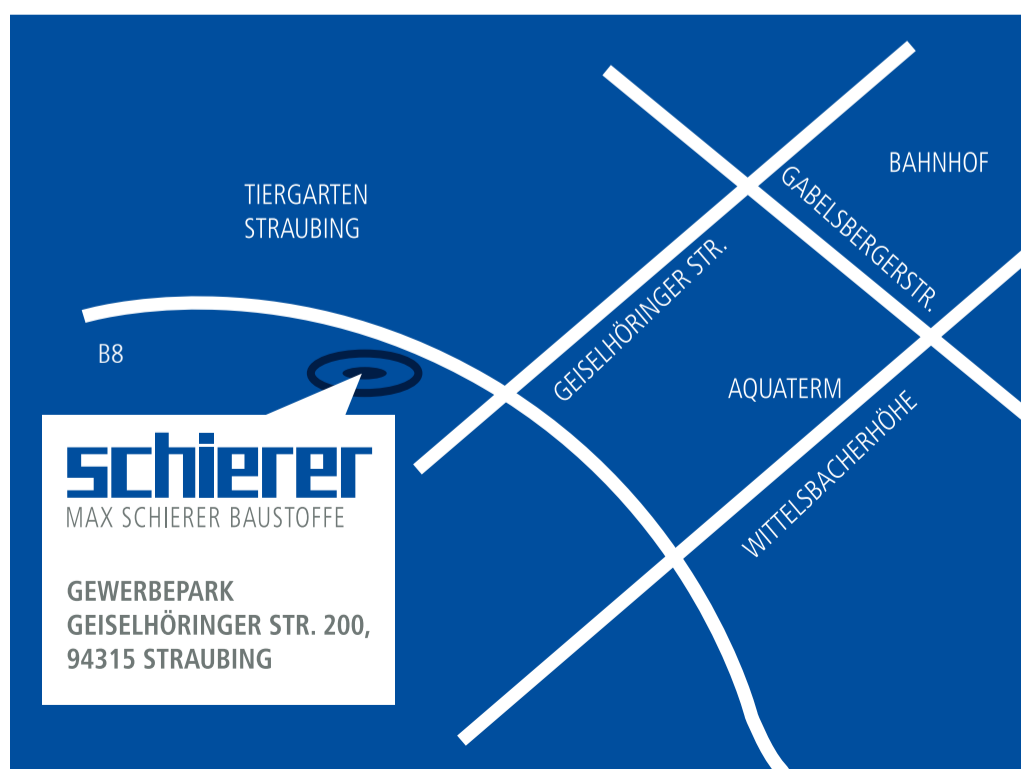 BAHNHOF
TIERGARTEN
STRAUBING
GABELSBERGERSTR.
GEISELHÖRINGER STR.
B8
AQUATERM
WITTELSBACHERHÖHE
schierer
MAX SCHIERER BAUSTOFFE
GEWERBEPARK
GEISELHÖRINGER STR. 200,
94315 STRAUBING